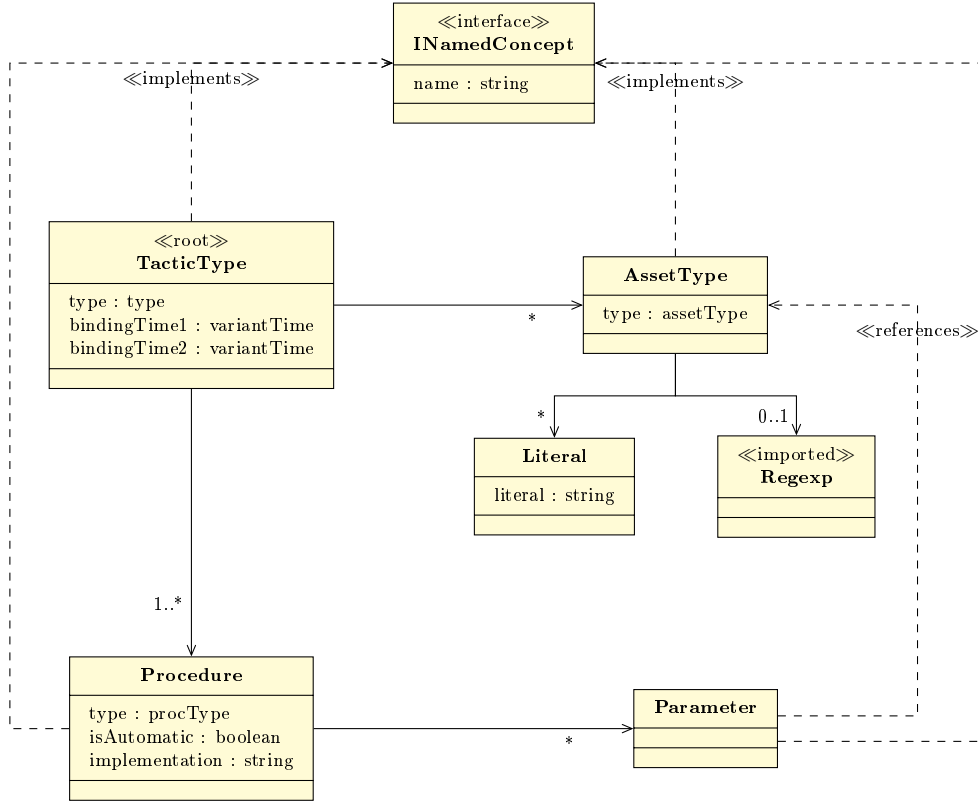 ≪interface≫
INamedConcept
name : string
≪implements≫
≪implements≫
≪root≫
TacticType
type : type
bindingTime1 : variantTime
bindingTime2 : variantTime
*
AssetType
type : assetType
≪references≫
*
0..1
Literal
literal : string
≪imported≫
Regexp
1..*
Procedure
type : procType
isAutomatic : boolean
implementation : string
*
Parameter